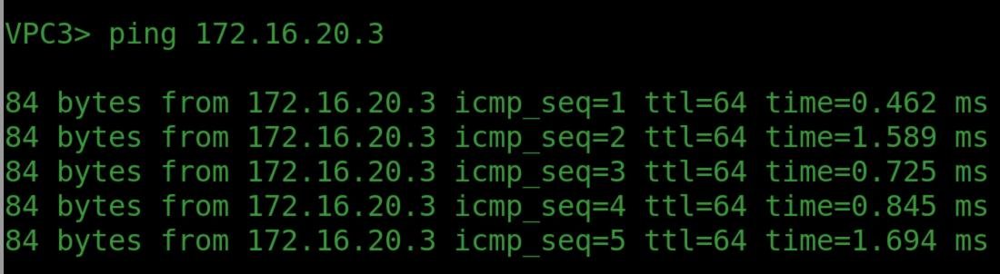 VPC3> ping 172.16.20.3
84 bytes from 172.16.20.3 icmp_seq=1 ttl=64 time=0.462 ms
84 bytes from 172.16.20.3 icmp_seq=2 ttl=64 time=1.589 ms
84 bytes from 172.16.20.3 icmp_seq=3 ttl=64 time=0.725 ms
84 bytes from 172.16.20.3 icmp_seq=4 ttl=64 time=0.845 ms
84 bytes from 172.16.20.3 icmp_seq=5 ttl=64 time=1.694 ms